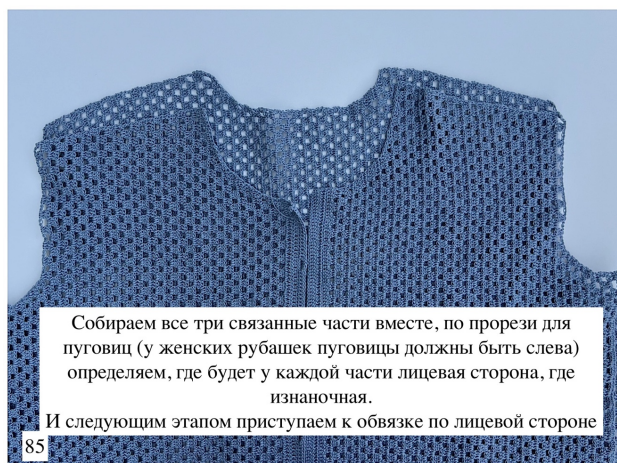 Собираем все три связанные части вместе, по прорези для
пуговиц (у женских рубашек пуговицы должны быть слева)
определяем, где будет у каждой части лицевая сторона, где
изнаночная.
И следующим этапом приступаем к обвязке по лицевой стороне
85